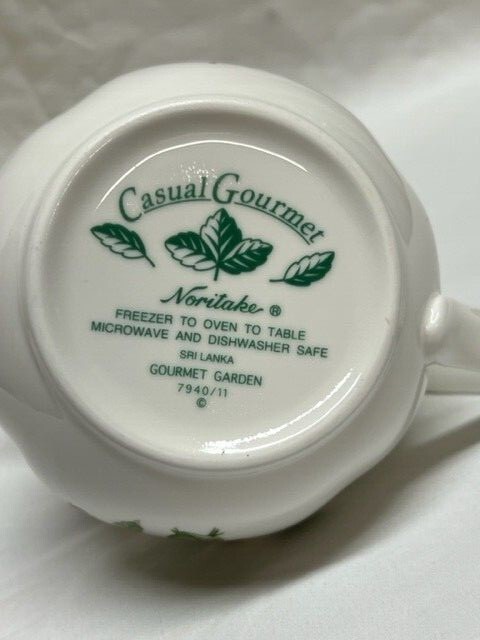 Casual Gourmet
Noritake ®
FREEZER TO OVEN TO TABLE
MICROWAVE AND DISHWASHER SAFE
SRI LANKA
GOURMET GARDEN
7940/11
©